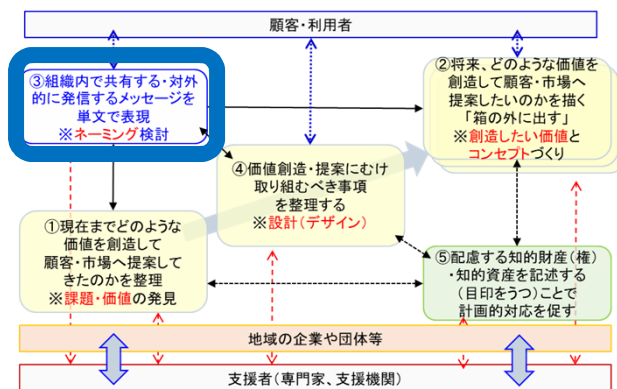 顧客・利用者
③組織内で共有する・対外
的に発信するメッセージを
単文で表現
※ネーミング検討
②将来、どのような価値を
創造して顧客・市場へ
提案したいのかを描く
「箱の外に出す」
※創造したい価値と
コンセプトづくり
④価値創造・提案にむけ
取り組むべき事項
を整理する
※設計(デザイン)
①現在までどのような
価値を創造して
顧客・市場へ提案して
きたのかを整理
※課題・価値の発見
⑤配慮する知的財産(権)
・知的資産を記述する
(目印をうつ)ことで
計画的対応を促す
地域の企業や団体等
支援者(専門家、支援機関)